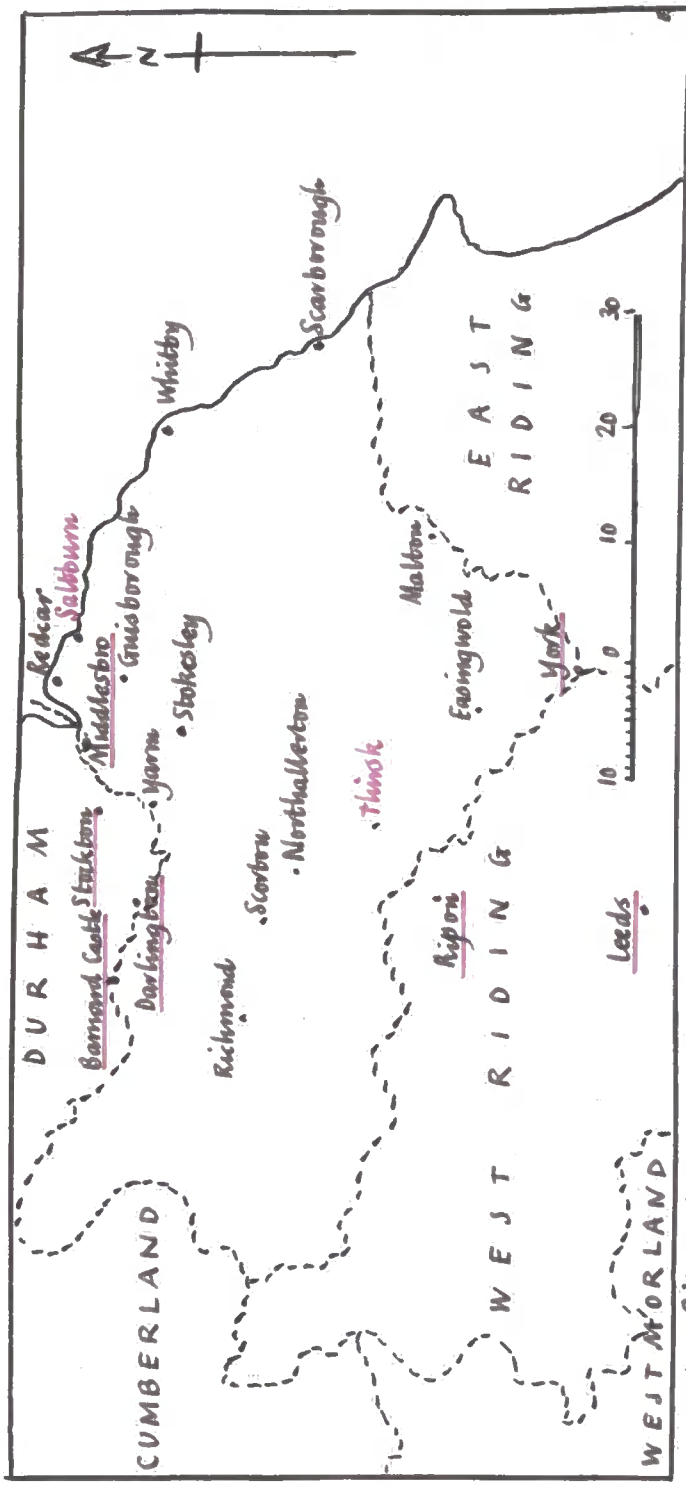 N
DURHAM
Redcar
Saltburn
Barnard Castle
Stockton
Middlesbro
Guisborough
Darlington
Yarm
Stokesley
Whitby
CUMBERLAND
Richmond
Scorton
Northallerton
Scarborough
Thirsk
Malton
Ripon
Easingwold
EAST
RIDING
WEST RIDING
York
10 0 10 20 30
Leeds
WESTMORLAND